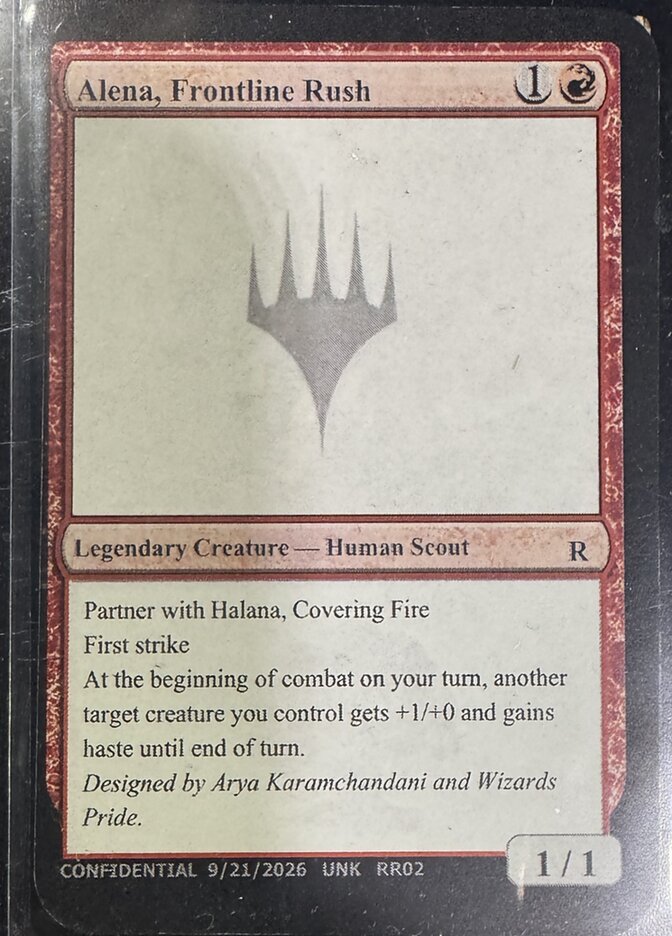 Alena, Frontline Rush 1
Legendary Creature — Human Scout R
Partner with Halana, Covering Fire
First strike
At the beginning of combat on your turn, another
target creature you control gets +1/+0 and gains
haste until end of turn.
Designed by Arya Karamchandani and Wizards
Pride.
1/1
CONFIDENTIAL 9/21/2026 UNK RR02